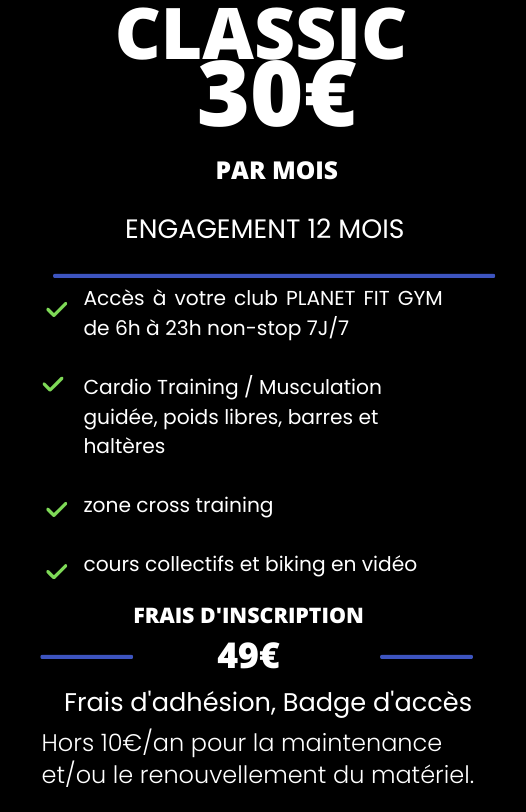 CLASSIC
30€
PAR MOIS
ENGAGEMENT 12 MOIS
Accès à votre club PLANET FIT GYM
de 6h à 23h non-stop 7J/7
Cardio Training / Musculation
guidée, poids libres, barres et
haltères
zone cross training
cours collectifs et biking en vidéo
FRAIS D'INSCRIPTION
49€
Frais d'adhésion, Badge d'accès
Hors 10€/an pour la maintenance
et/ou le renouvellement du matériel.